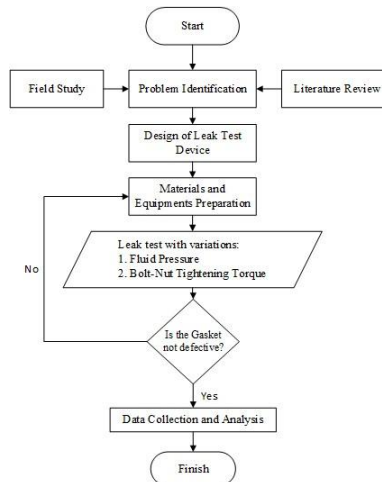 Start
Field Study
Problem Identification
Literature Review
Design of Leak Test
Device
Materials and
Equipments Preparation
Leak test with variations:
1. Fluid Pressure
2. Bolt-Nut Tightening Torque
No
Is the Gasket
not defective?
Yes
Data Collection and Analysis
Finish